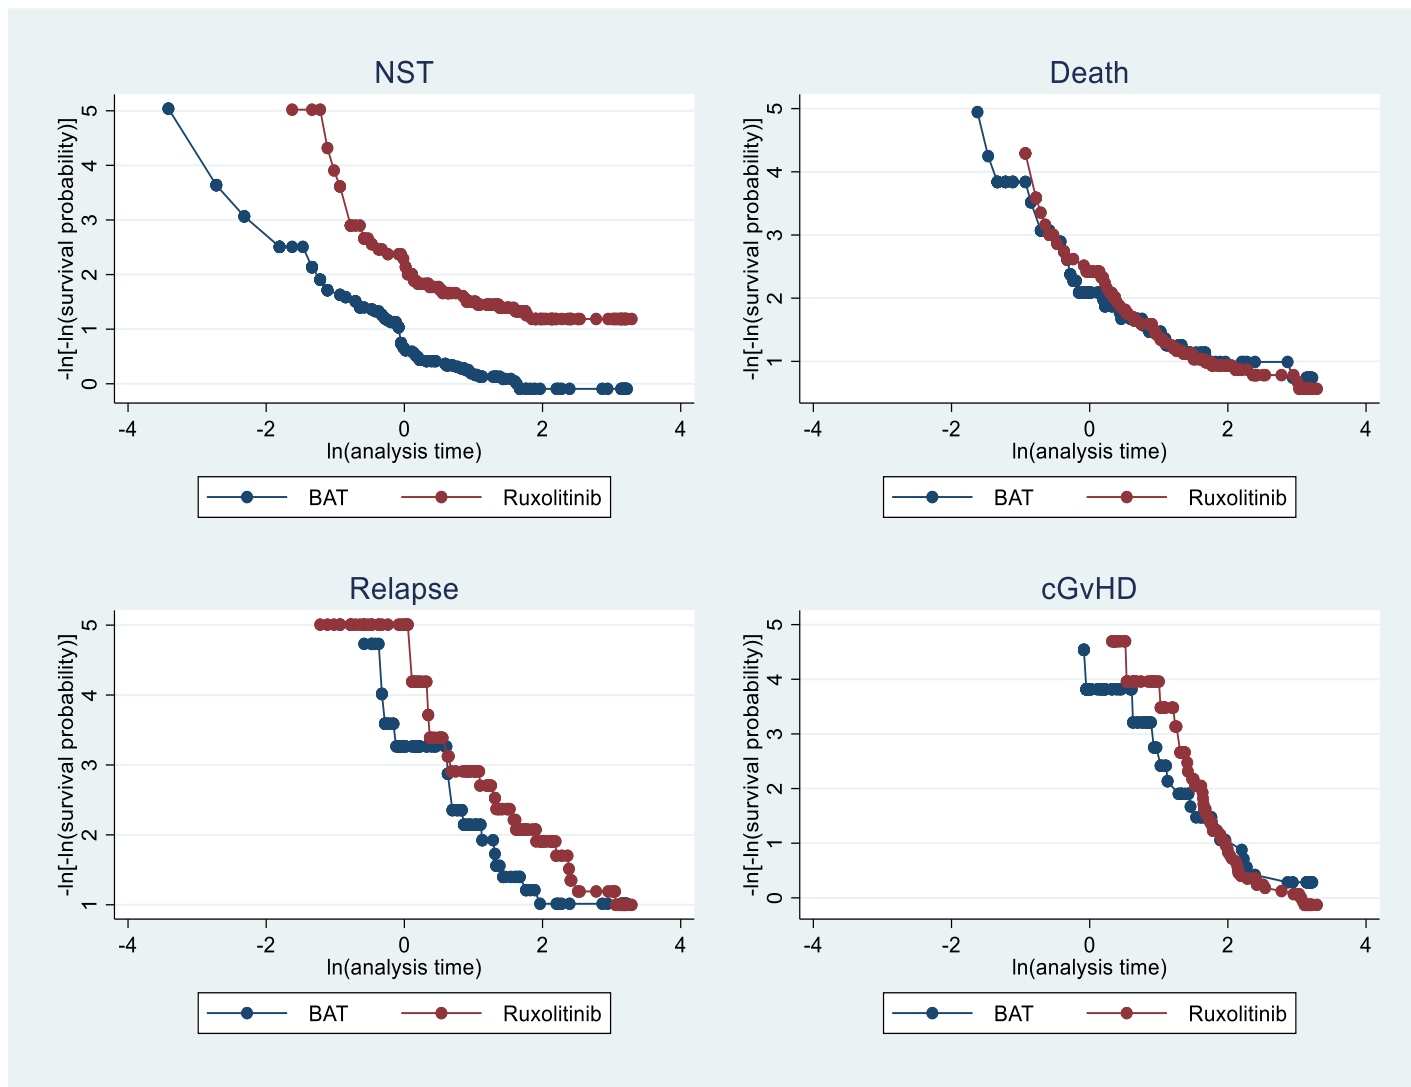 NST
-ln[-ln(survival probability)]
5
4
3
2
1
0
-4 -2 0 2 4
ln(analysis time)
BAT Ruxolitinib
Death
-ln[-ln(survival probability)]
5
4
3
2
1
-4 -2 0 2 4
ln(analysis time)
BAT Ruxolitinib
Relapse
-ln[-ln(survival probability)]
5
4
3
2
1
-4 -2 0 2 4
ln(analysis time)
BAT Ruxolitinib
cGvHD
-ln[-ln(survival probability)]
5
4
3
2
1
0
-4 -2 0 2 4
ln(analysis time)
BAT Ruxolitinib